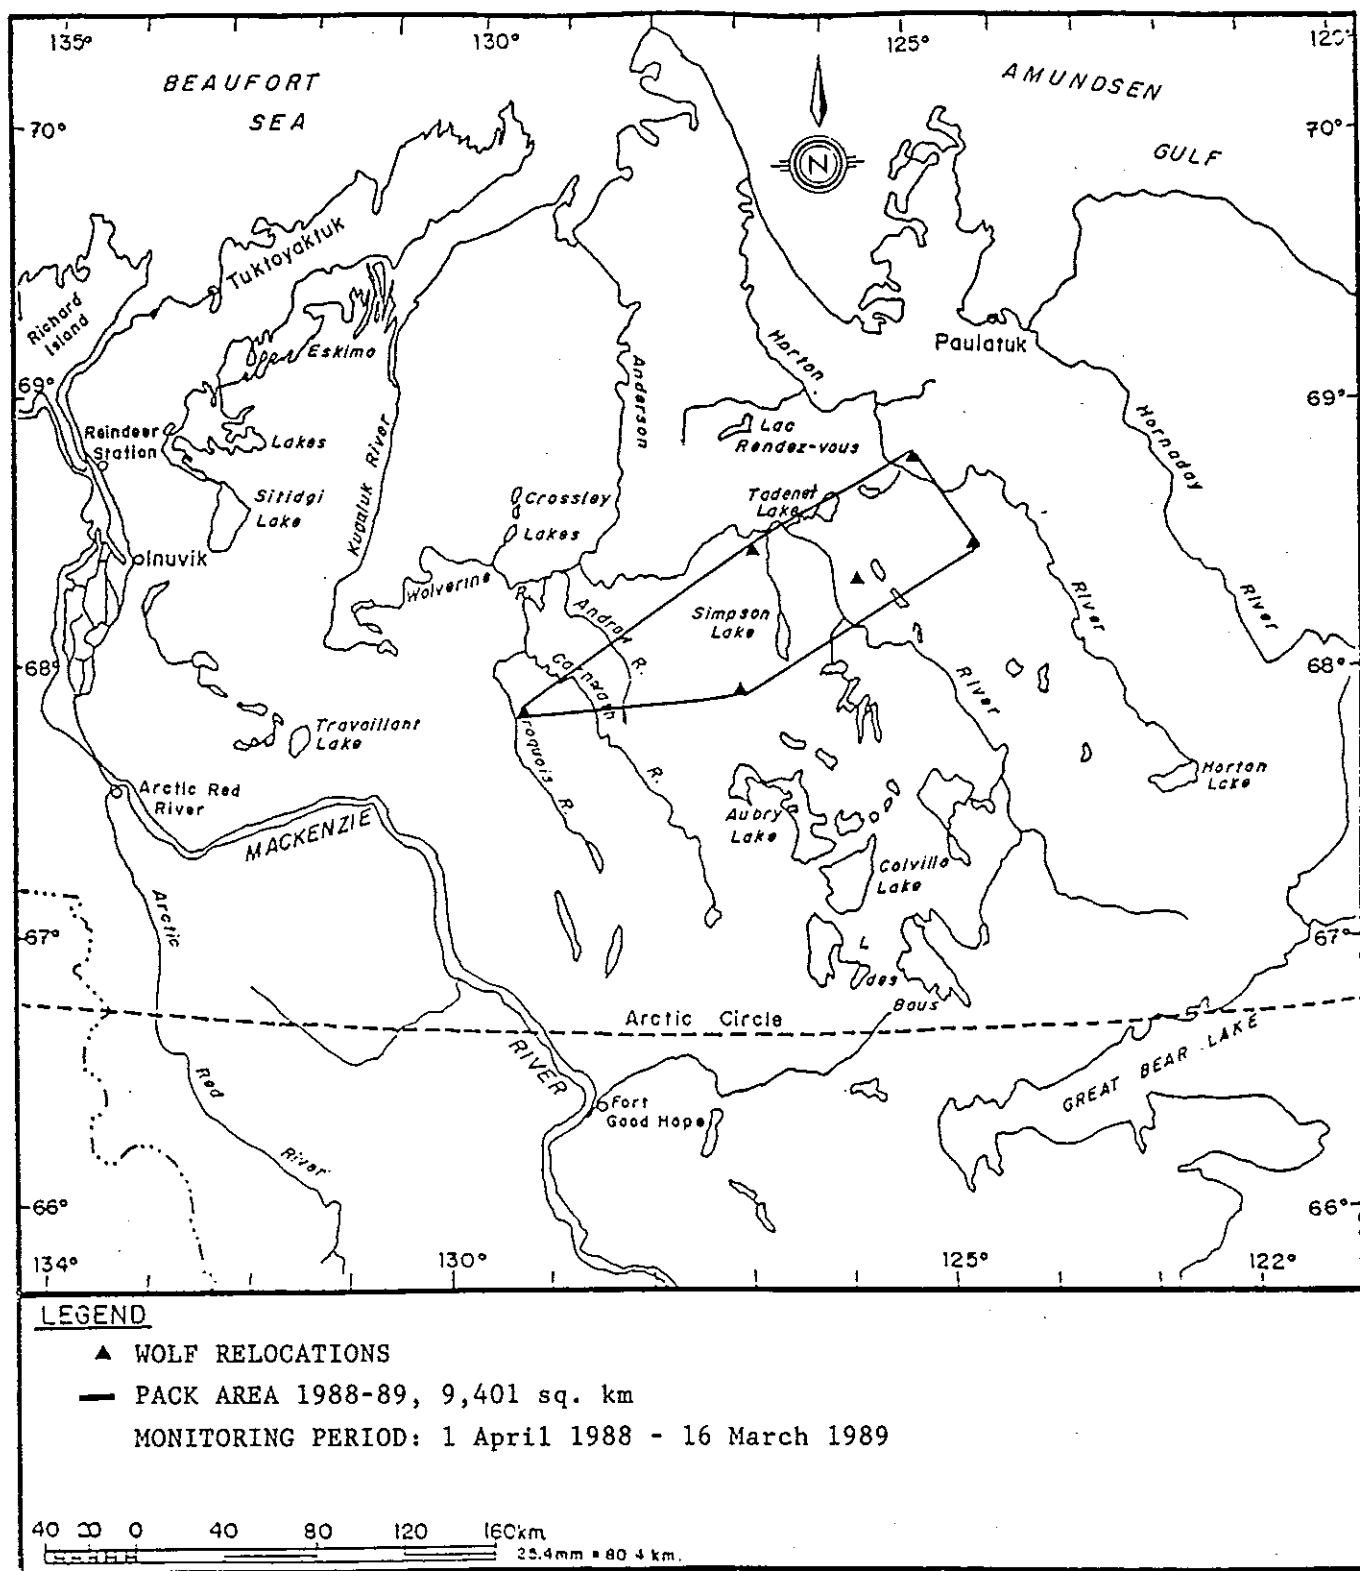 135°
130°
125°
BEAUFORT
SEA
AMUNDSEN
GULF
70°
70°
N
Tuktoyaktuk
Richard
Island
Eskimo
Lakes
Paulatuk
69°
69°
Reindeer
Station
Sitidgi
Lake
Inuvik
Kugaluk River
Anderson
Horton
Lac
Rendez-vous
Hornaday
River
Crossley
Lakes
Tadenet
Lake
Wolverine
R.
Andron
R.
Simpson
Lake
River
River
68°
68°
Carnwath
R.
Iroquois R.
Travaillant
Lake
Horton
Lake
Arctic Red
River
MACKENZIE
RIVER
Aubry
Lake
Colville
Lake
67°
67°
Arctic
Red
River
L
des
Bous
Arctic Circle
GREAT BEAR LAKE
Fort
Good Hope
66°
66°
134°
130°
125°
122°
LEGEND
▲ WOLF RELOCATIONS
PACK AREA 1988-89, 9,401 sq. km
MONITORING PERIOD: 1 April 1988 - 16 March 1989
40 20 0 40 80 120 160km
25.4mm = 80.4 km.